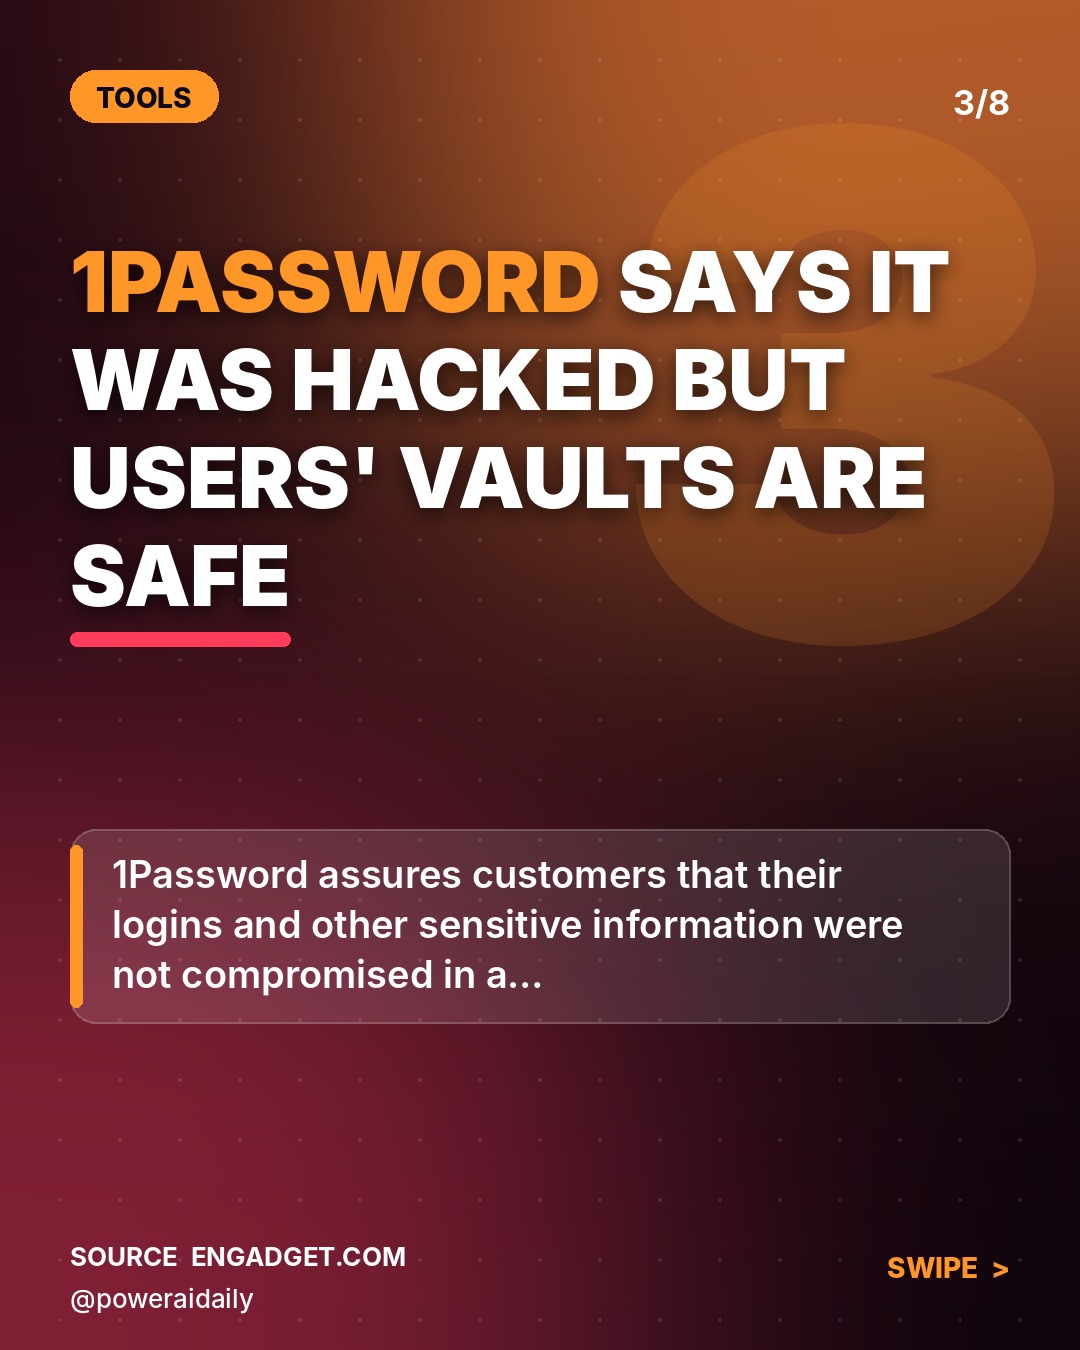 TOOLS
3/8
3
1PASSWORD SAYS IT
WAS HACKED BUT
USERS' VAULTS ARE
SAFE
1Password assures customers that their
logins and other sensitive information were
not compromised in a...
SOURCE ENGADGET.COM
@poweraidaily
SWIPE >